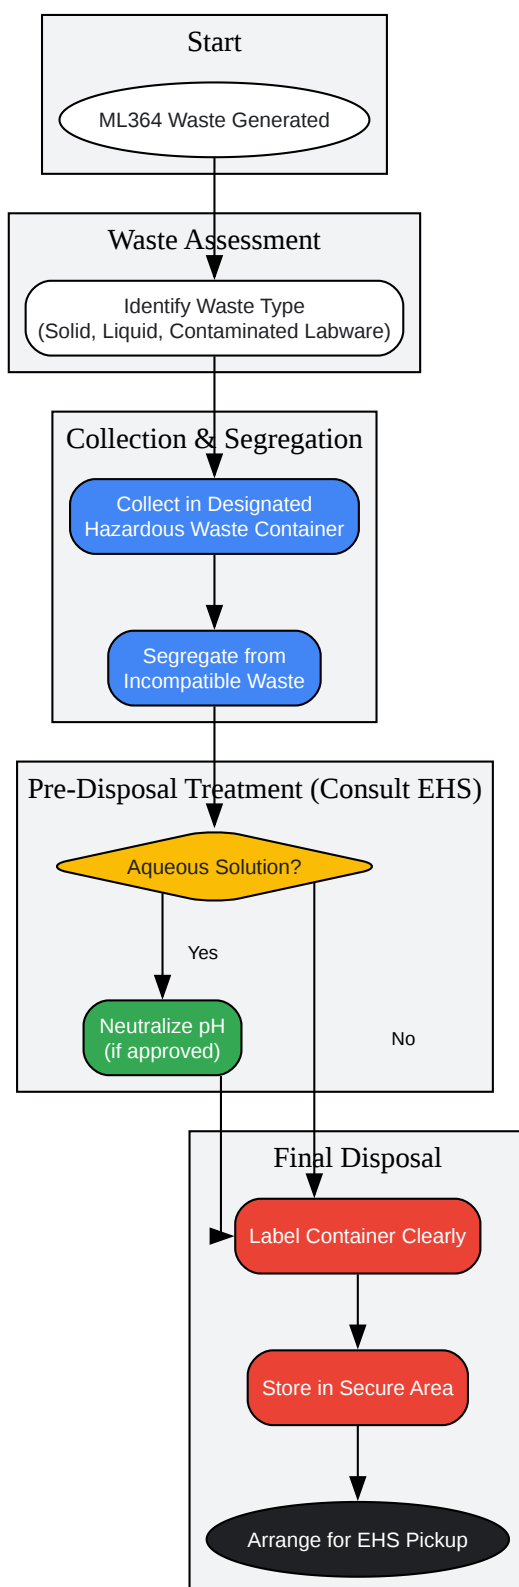 Start
ML364 Waste Generated
Waste Assessment
Identify Waste Type
(Solid, Liquid, Contaminated Labware)
Collection & Segregation
Collect in Designated
Hazardous Waste Container
Segregate from
Incompatible Waste
Pre-Disposal Treatment (Consult EHS)
Aqueous Solution?
Yes
Neutralize pH
(if approved)
No
Final Disposal
Label Container Clearly
Store in Secure Area
Arrange for EHS Pickup